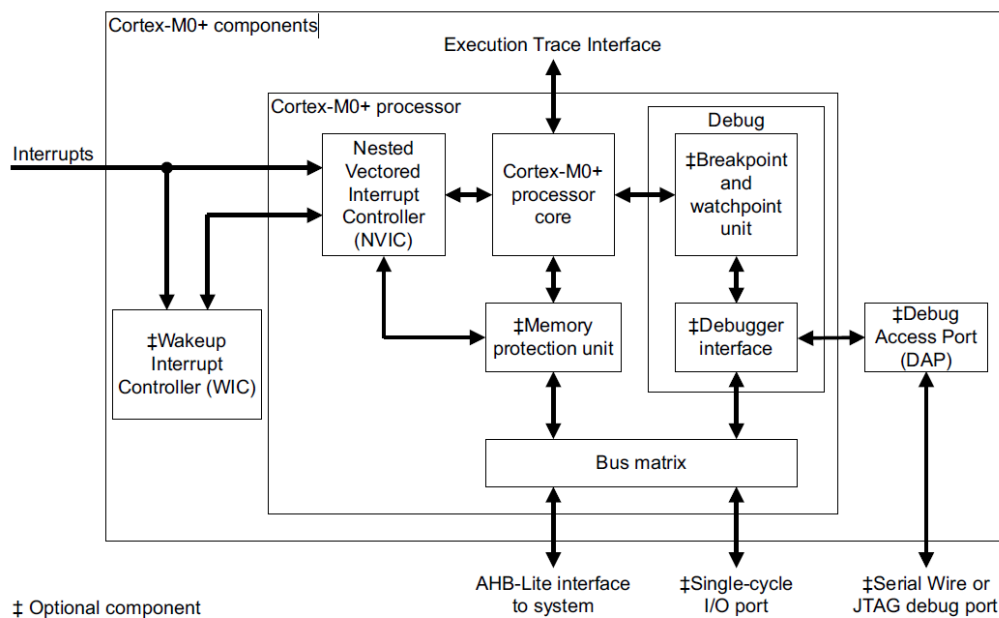 Cortex-M0+ components
Execution Trace Interface
Cortex-M0+ processor
Debug
Interrupts
Nested
Vectored
Interrupt
Controller
(NVIC)
Cortex-M0+
processor
core
‡Breakpoint
and
watchpoint
unit
‡Wakeup
Interrupt
Controller (WIC)
‡Memory
protection unit
‡Debugger
interface
‡Debug
Access Port
(DAP)
Bus matrix
AHB-Lite interface
to system
‡Single-cycle
I/O port
‡Serial Wire or
JTAG debug port
‡ Optional component